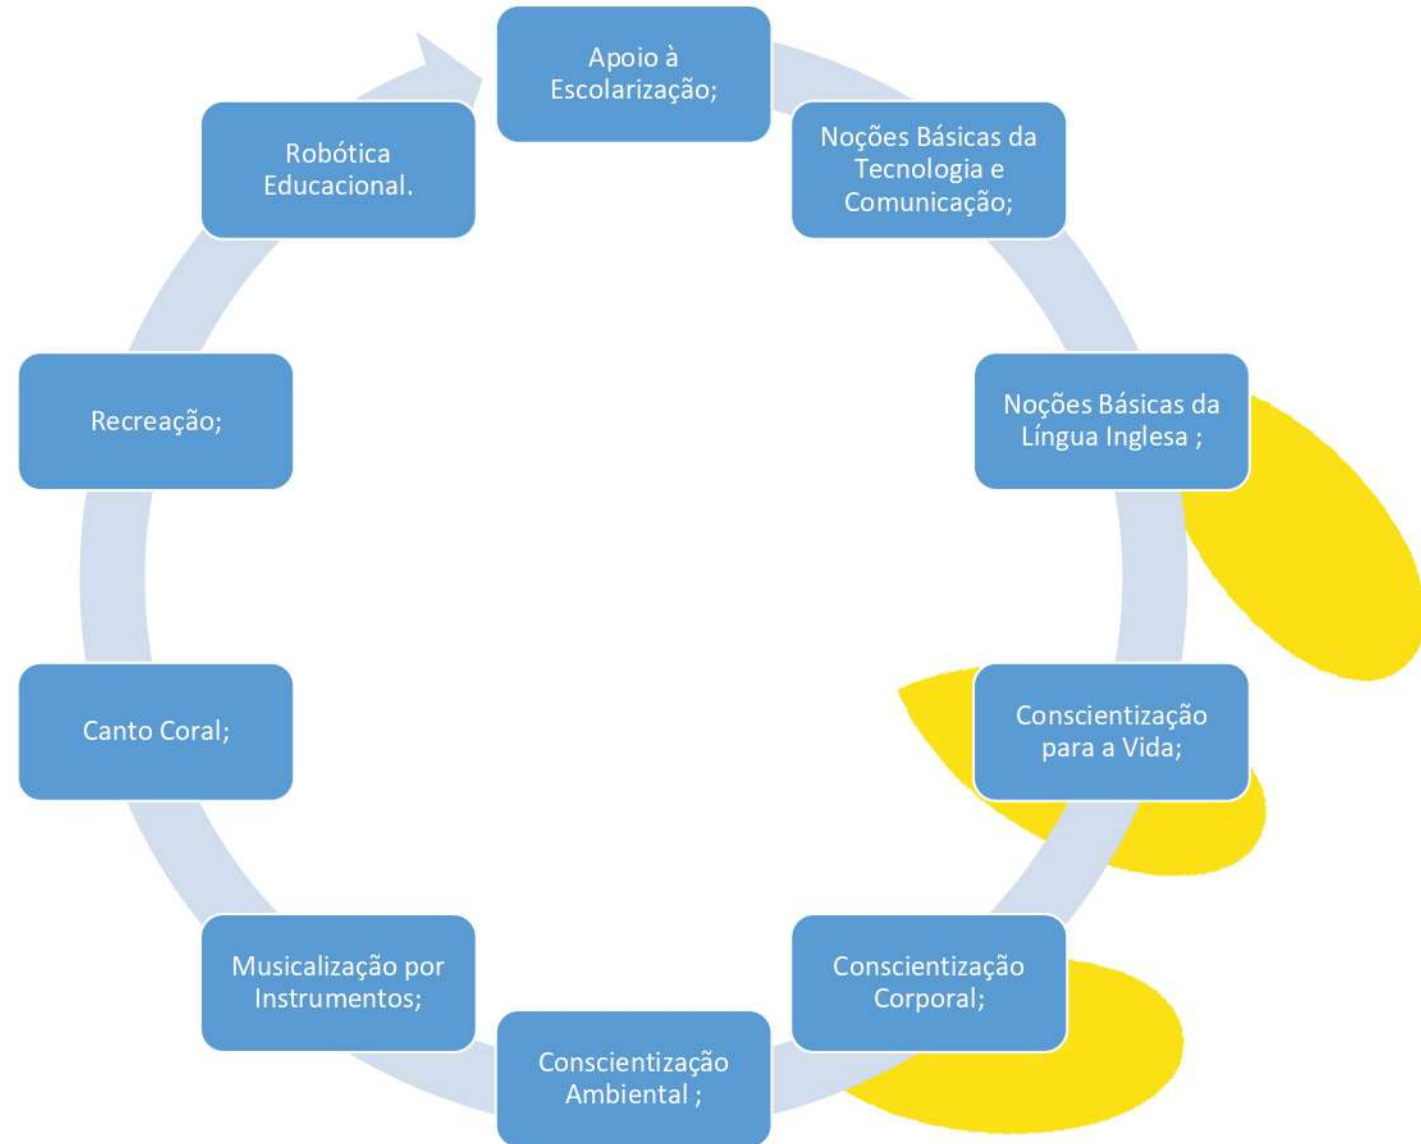 Apoio à
Escolarização;
Noções Básicas da
Tecnologia e
Comunicação;
Noções Básicas da
Língua Inglesa ;
Conscientização
para a Vida;
Conscientização
Corporal;
Conscientização
Ambiental ;
Musicalização por
Instrumentos;
Canto Coral;
Recreação;
Robótica
Educacional.